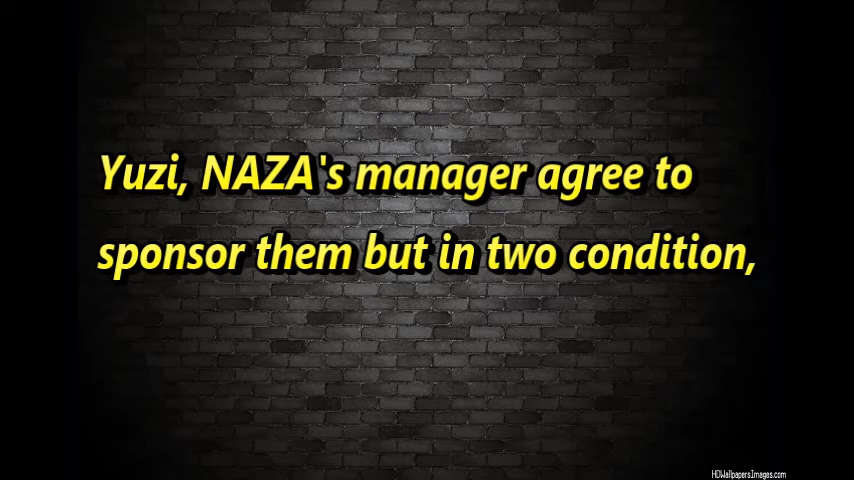 Yuzi, NAZA's manager agree to
sponsor them but in two condition,
HDWallpapersImages.com